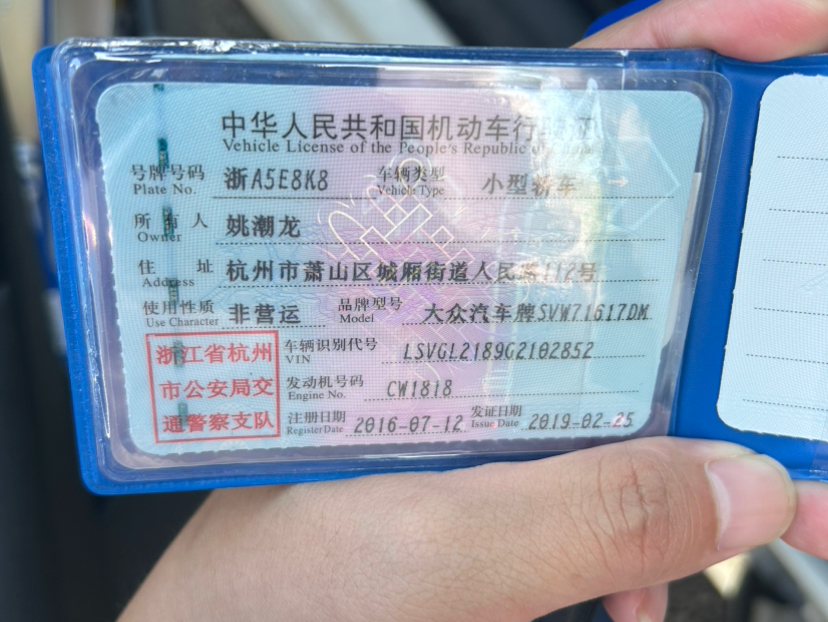 中华人民共和国机动车行驶证
Vehicle License of the People's Republic of China
号牌号码 浙A5E8K8 车辆类型 小型轿车
Plate No. Vehicle Type
所有人 姚潮龙
Owner
住址 杭州市萧山区城厢街道人民路112号
Address
使用性质 非营运 品牌型号 大众汽车牌SVW71617DM
Use Character Model
浙江省杭州
市公安局交
通警察支队
车辆识别代号 LSVGL2189G2102852
VIN
发动机号码 CW1818
Engine No.
注册日期 2016-07-12 发证日期 2019-02-25
Register Date Issue Date